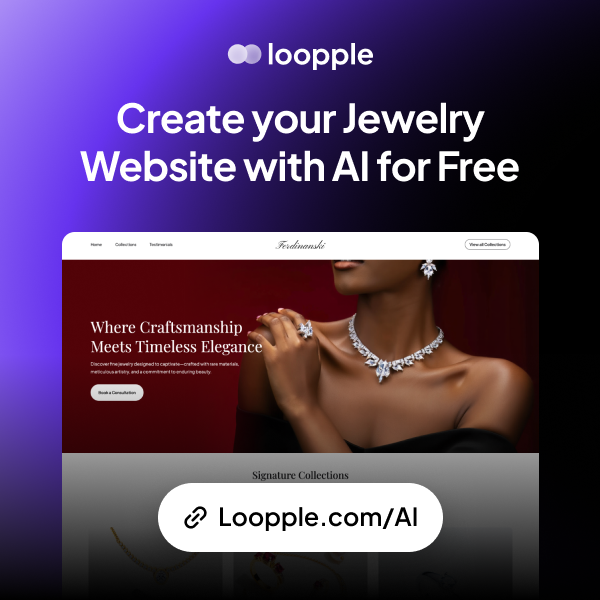 loopple
Create your Jewelry
Website with AI for Free
Home Collections Testimonials Ferdinanski View all Collections
Where Craftsmanship
Meets Timeless Elegance
Discover fine jewelry designed to captivate—crafted with rare materials,
meticulous artistry, and a commitment to enduring beauty.
Book a Consultation
Signature Collections
Loopple.com/AI